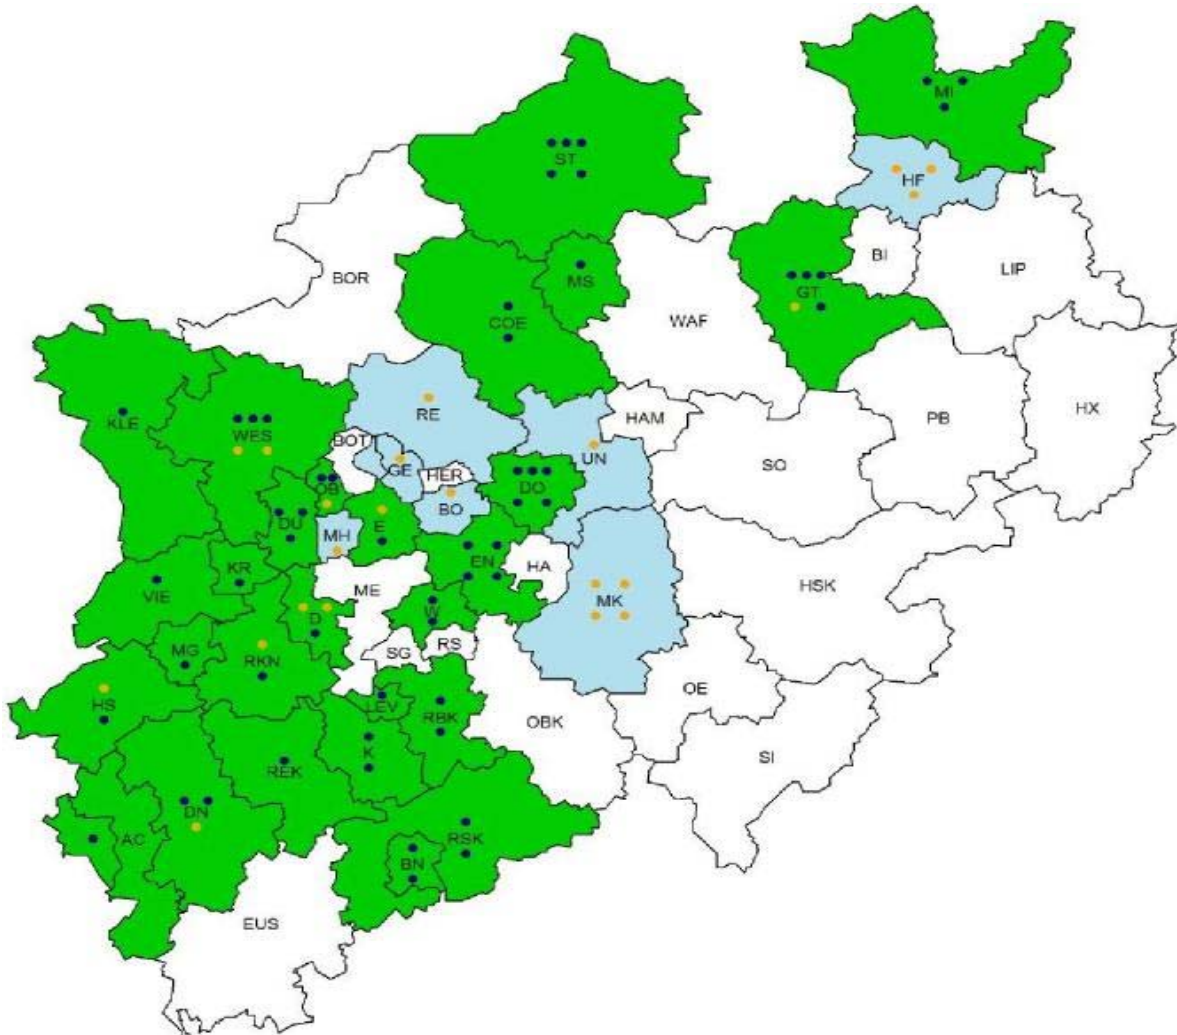 MI
ST
HF
BI
LIP
BOR
MS
GT
COE
WAF
KLE
WES
RE
HAM
PB
HX
BOT
GE
HER
UN
SO
OB
DO
DU
E
BO
MH
EN
HA
HSK
KR
ME
VIE
D
W
MK
MG
RKN
SG
RS
HS
LEV
RBK
OBK
OE
K
SI
REK
DN
AC
RSK
BN
EUS